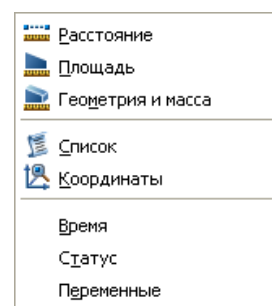 Расстояние
Площадь
Геометрия и масса
Список
Координаты
Время
Статус
Переменные